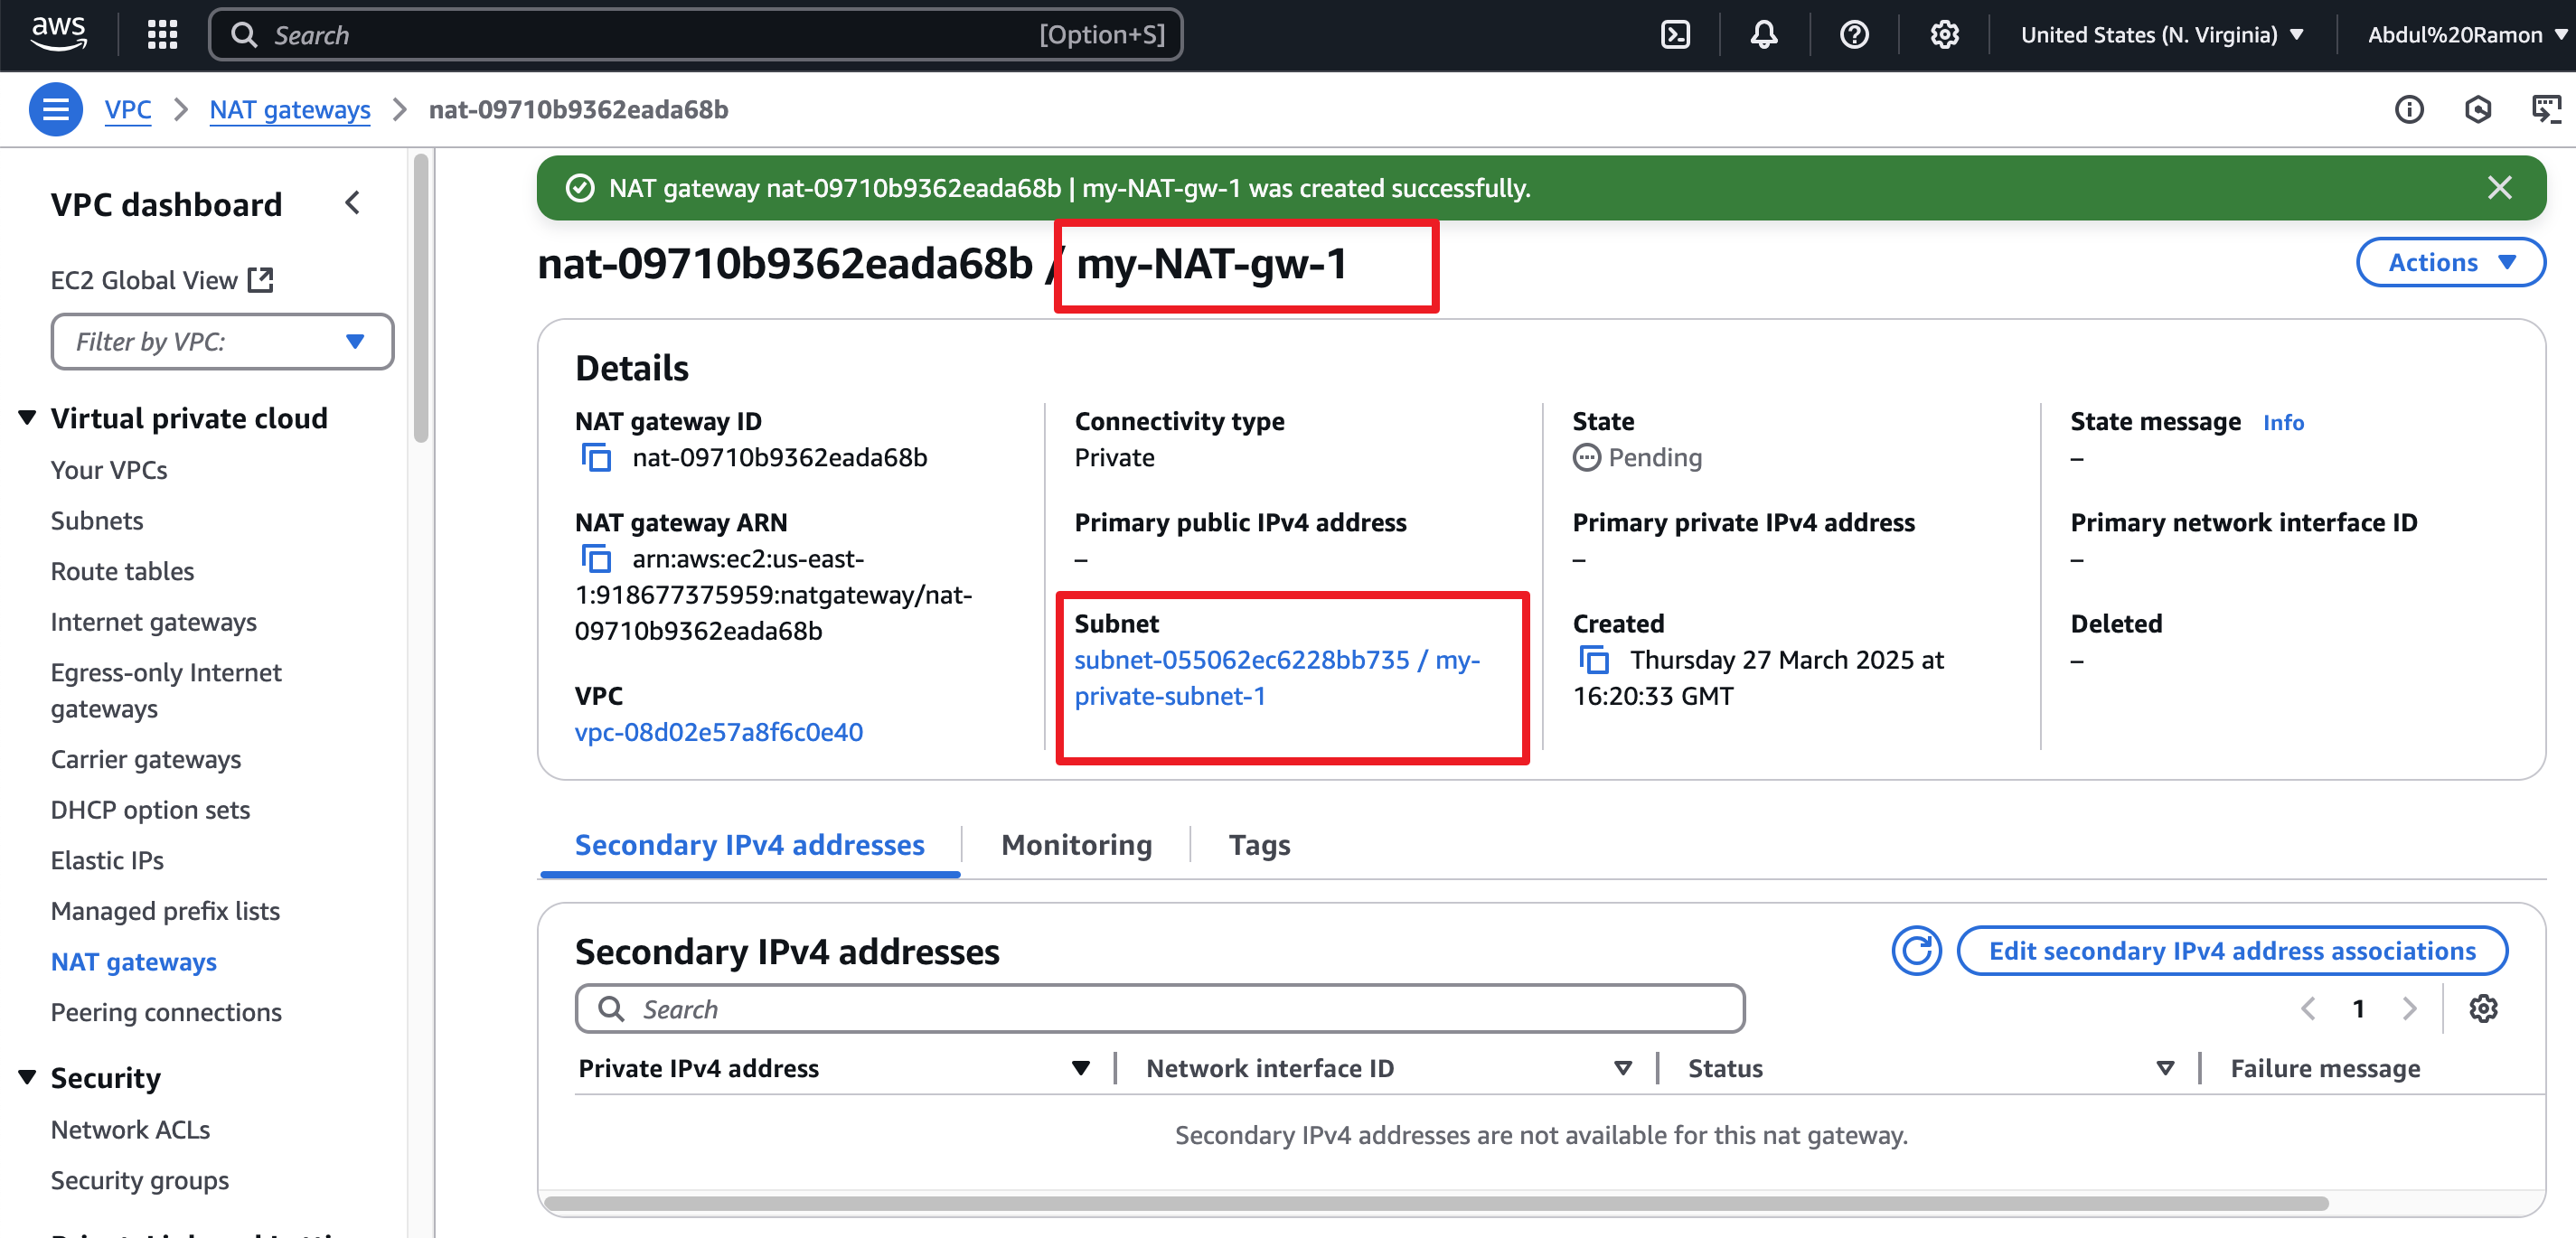 aws
Search [Option+S]
United States (N. Virginia)
Abdul%20Ramon
VPC
NAT gateways
nat-09710b9362eada68b
VPC dashboard
EC2 Global View
Filter by VPC:
Virtual private cloud
Your VPCs
Subnets
Route tables
Internet gateways
Egress-only Internet
gateways
Carrier gateways
DHCP option sets
Elastic IPs
Managed prefix lists
NAT gateways
Peering connections
Security
Network ACLs
Security groups
NAT gateway nat-09710b9362eada68b | my-NAT-gw-1 was created successfully.
nat-09710b9362eada68b / my-NAT-gw-1
Actions
Details
NAT gateway ID
nat-09710b9362eada68b
NAT gateway ARN
arn:aws:ec2:us-east-
1:918677375959:natgateway/nat-
09710b9362eada68b
VPC
vpc-08d02e57a8f6c0e40
Connectivity type
Private
Primary public IPv4 address
–
Subnet
subnet-055062ec6228bb735 / my-
private-subnet-1
State
Pending
Primary private IPv4 address
–
Created
Thursday 27 March 2025 at
16:20:33 GMT
State message Info
–
Primary network interface ID
–
Deleted
–
Secondary IPv4 addresses
Monitoring
Tags
Secondary IPv4 addresses
Edit secondary IPv4 address associations
Search
1
Private IPv4 address
Network interface ID
Status
Failure message
Secondary IPv4 addresses are not available for this nat gateway.